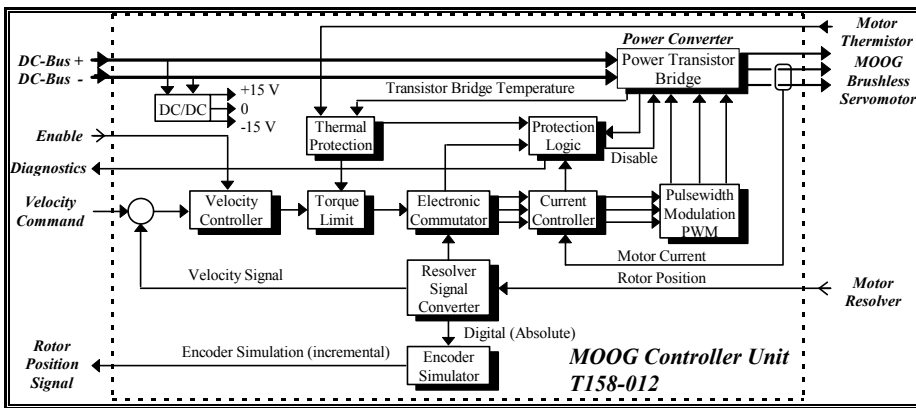 Motor
Thermistor
Power Converter
DC-Bus +
DC-Bus -
Power Transistor
Bridge
MOOG
Brushless
Servomotor
Transistor Bridge Temperature
+15 V
DC/DC
0
-15 V
Thermal
Protection
Protection
Logic
Enable
Disable
Diagnostics
Velocity
Command
Velocity
Controller
Torque
Limit
Electronic
Commutator
Current
Controller
Pulsewidth
Modulation
PWM
Motor Current
Velocity Signal
Resolver
Signal
Converter
Rotor Position
Motor
Resolver
Digital (Absolute)
Rotor
Position
Signal
Encoder Simulation (incremental)
Encoder
Simulator
MOOG Controller Unit
T158-012